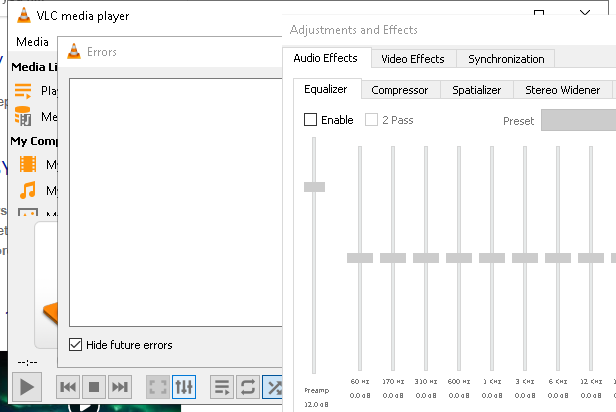 VLC media player
Adjustments and Effects
Media
Errors
Audio Effects
Video Effects
Synchronization
Media Li
Equalizer
Compressor
Spatializer
Stereo Widener
Play
Enable
2 Pass
Preset
Me
My Comp
My
My
My
Hide future errors
--:--
60 Hz
170 Hz
310 Hz
600 Hz
1 KHz
3 KHz
6 KHz
12 KHz
Preamp
0.0 dB
0.0 dB
0.0 dB
0.0 dB
0.0 dB
0.0 dB
0.0 dB
0.0 dB
12.0 dB